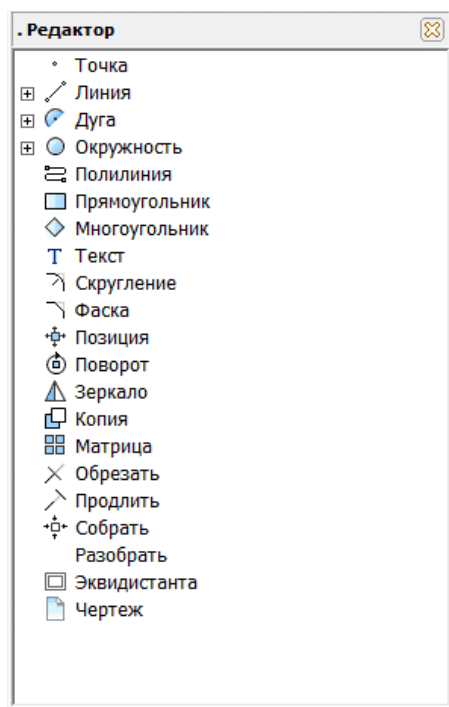 . Редактор
Точка
Линия
Дуга
Окружность
Полилиния
Прямоугольник
Многоугольник
T Текст
Скругление
Фаска
Позиция
Поворот
Зеркало
Копия
Матрица
Обрезать
Продлить
Собрать
Разобрать
Эквидистанта
Чертеж